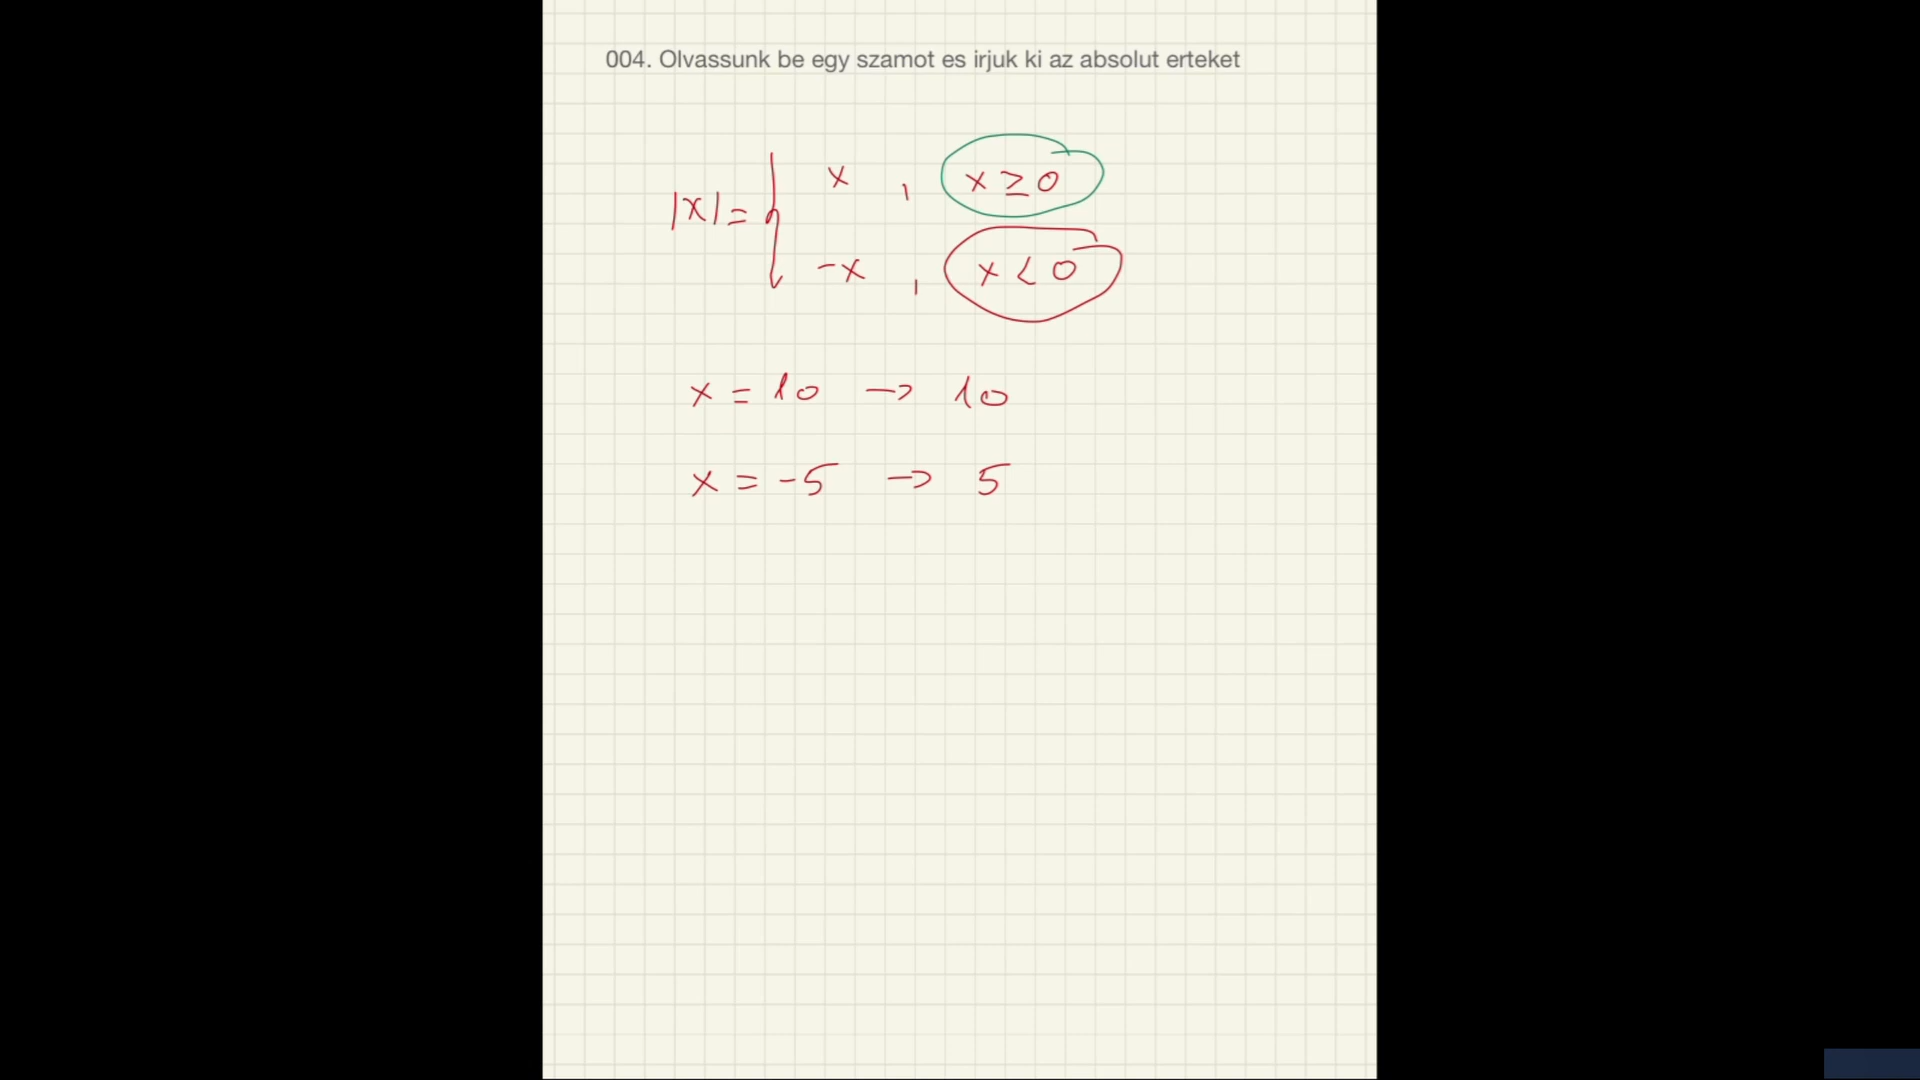 004. Olvassunk be egy szamot es irjuk ki az absolut erteket
x , x ≥ 0
|x| = {
-x , x < 0
x = 10 → 10
x = -5 → 5